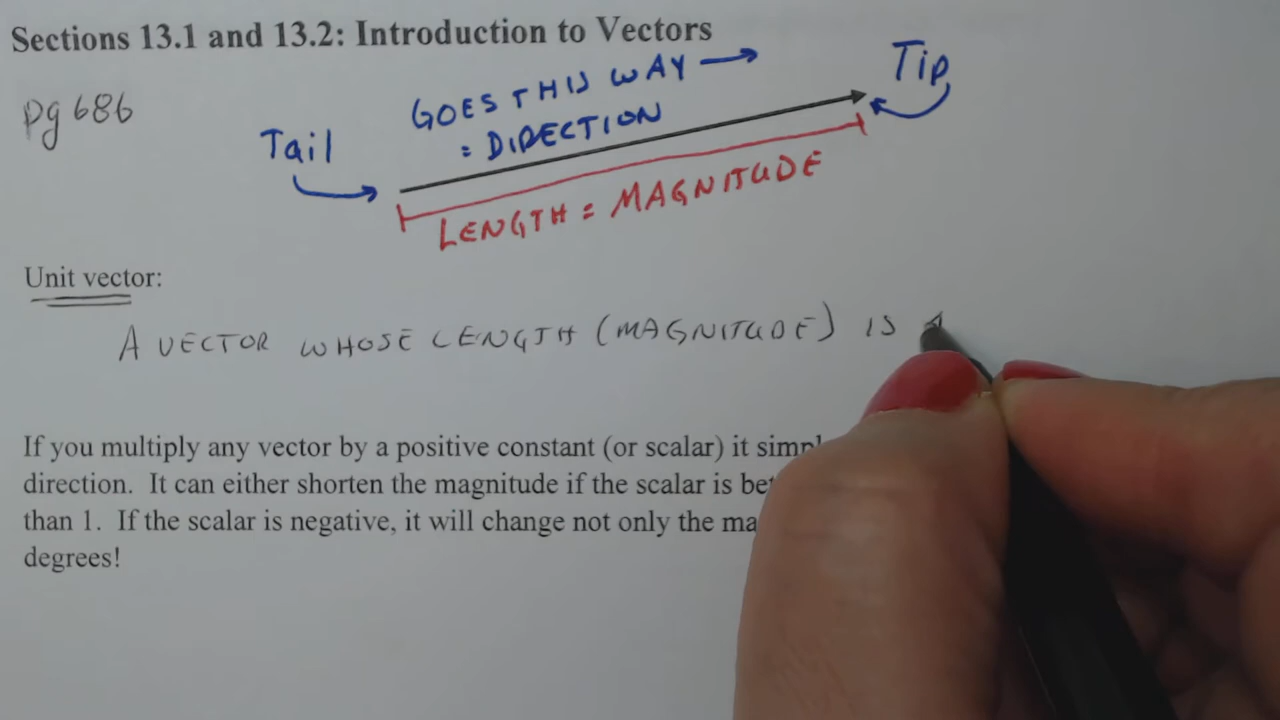 Sections 13.1 and 13.2: Introduction to Vectors
pg 686
Tail
GOES THIS WAY →
= DIRECTION
Tip
LENGTH = MAGNITUDE
Unit vector:
A VECTOR WHOSE LENGTH (MAGNITUDE) IS
If you multiply any vector by a positive constant (or scalar) it
direction. It can either shorten the magnitude if the scalar is
than 1. If the scalar is negative, it will change not only the
degrees!